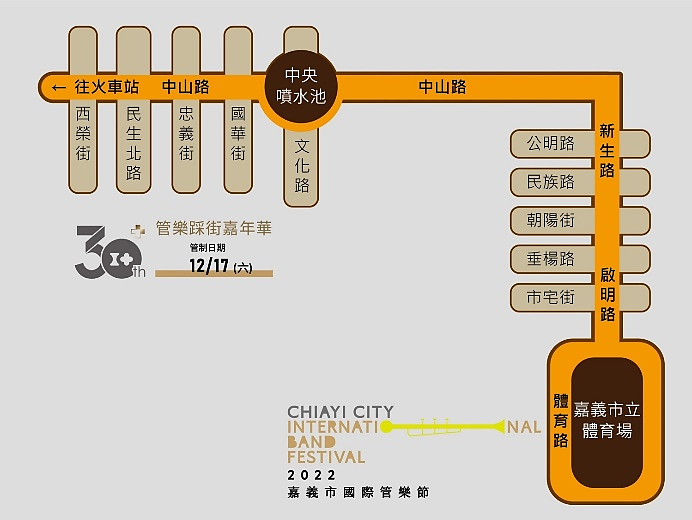 ← 往火車站
中山路
中央
噴水池
中山路
西榮街
民生北路
忠義街
國華街
文化路
新生路
公明路
民族路
朝陽街
垂楊路
市宅街
啟明路
30th
管樂踩街嘉年華
管制日期
12/17 (六)
體育路
嘉義市立
體育場
CHIAYI CITY
INTERNATIONAL
BAND
FESTIVAL
2022
嘉義市國際管樂節